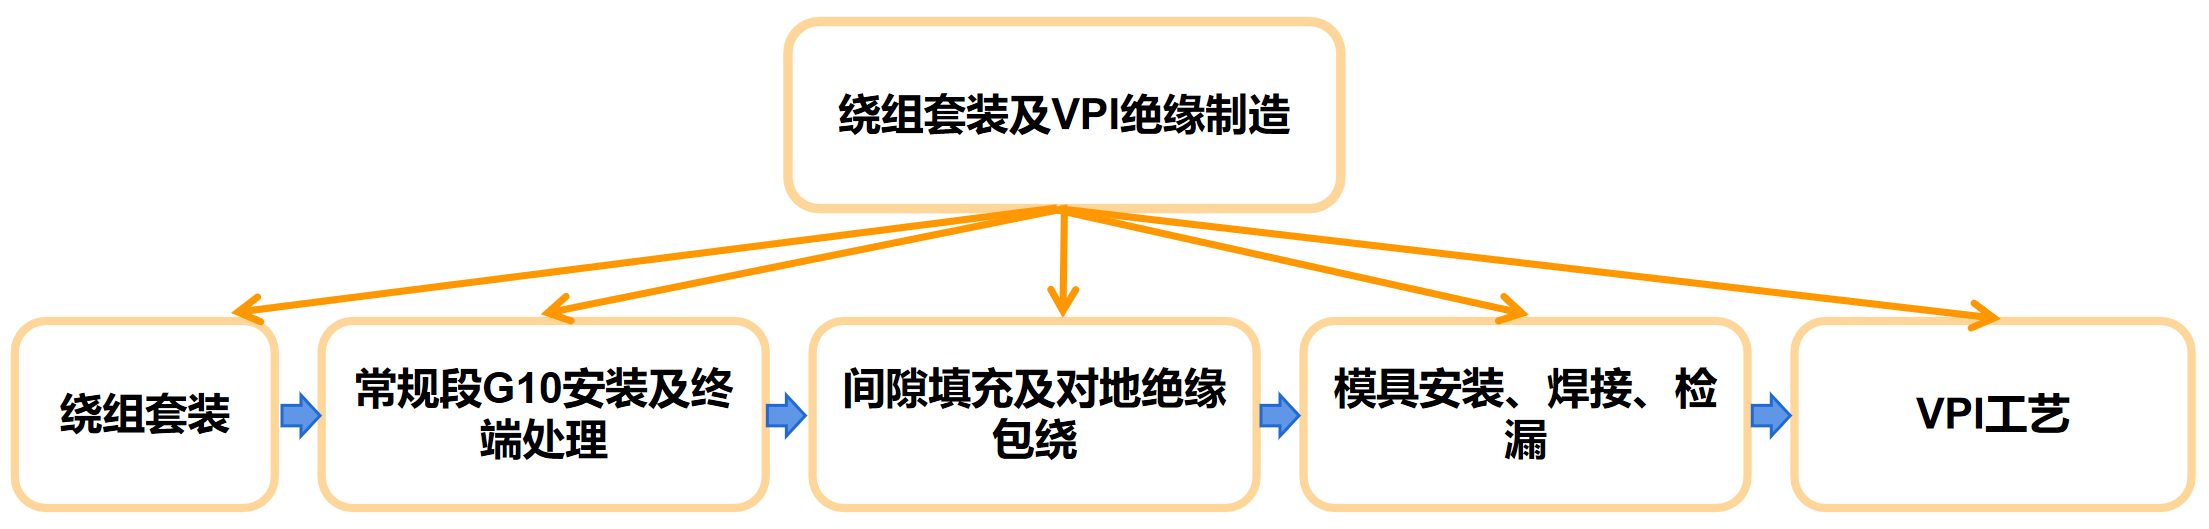 绕组套装及VPI绝缘制造
绕组套装
常规段G10安装及终
端处理
间隙填充及对地绝缘
包绕
模具安装、焊接、检
漏
VPI工艺